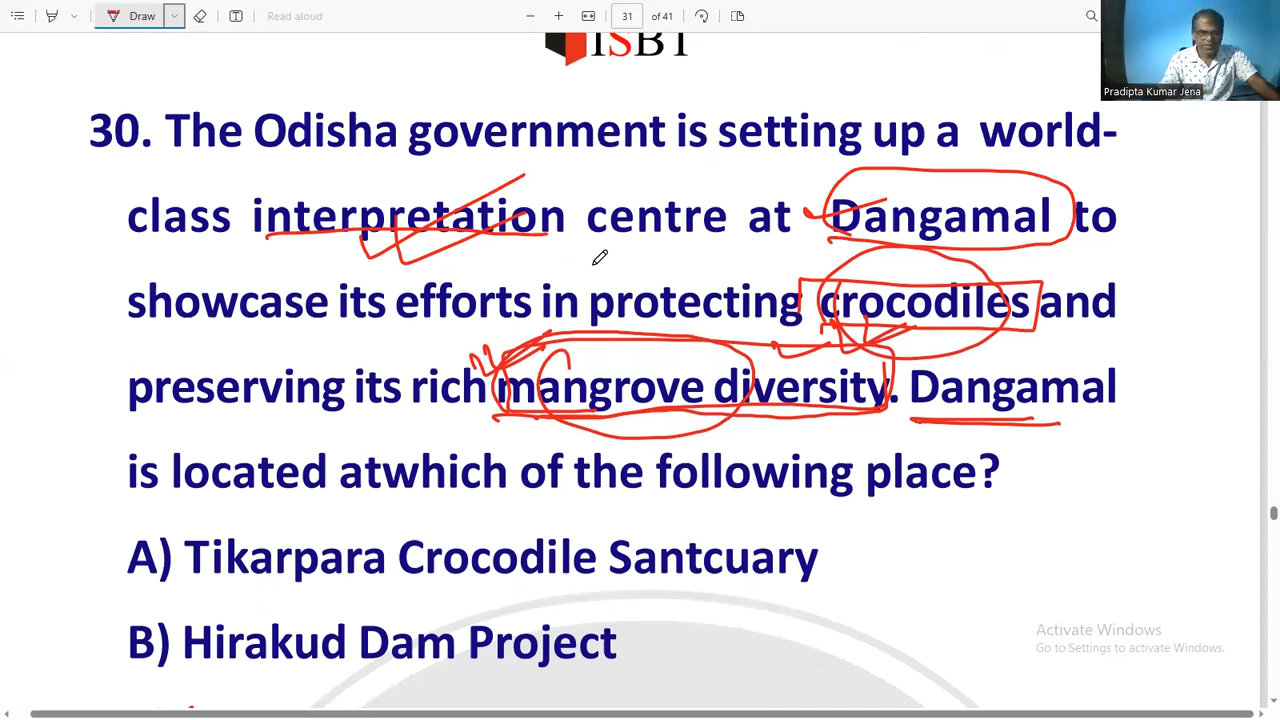 Draw
Read aloud
31
of 41
ISBT
Pradipta Kumar Jena
30. The Odisha government is setting up a world-
class interpretation centre at Dangamal to
showcase its efforts in protecting crocodiles and
preserving its rich mangrove diversity. Dangamal
is located atwhich of the following place?
A) Tikarpara Crocodile Santcuary
B) Hirakud Dam Project
Activate Windows
Go to Settings to activate Windows.